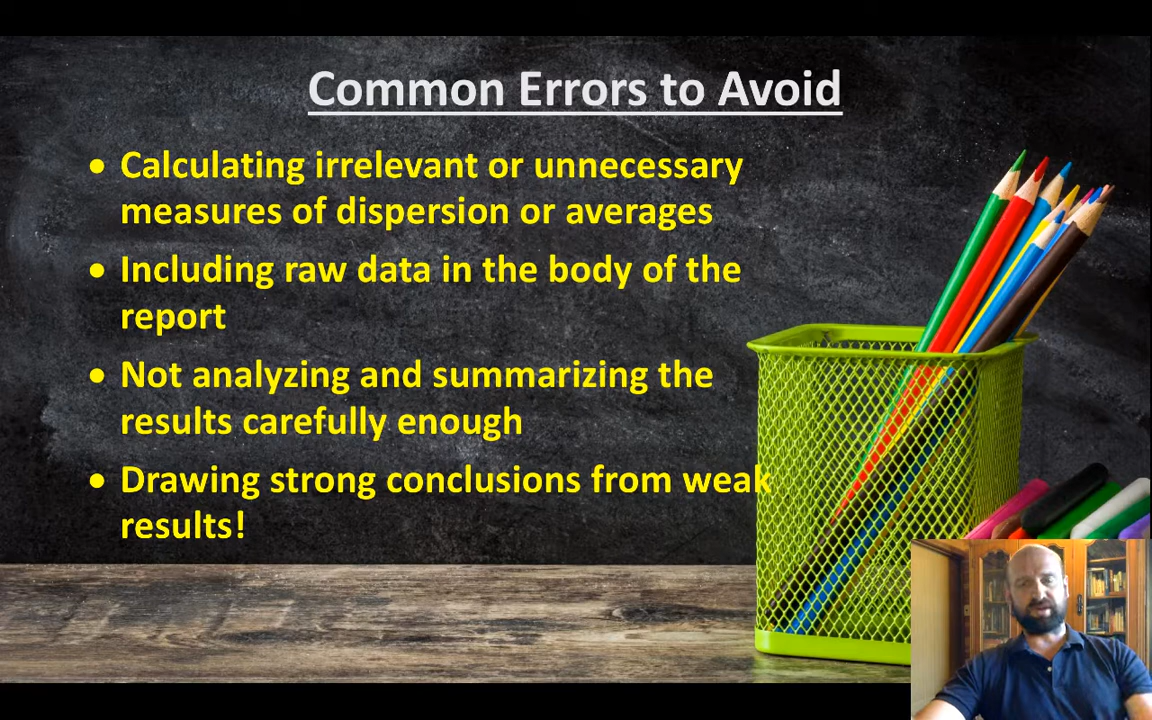 Common Errors to Avoid
• Calculating irrelevant or unnecessary
measures of dispersion or averages
• Including raw data in the body of the
report
• Not analyzing and summarizing the
results carefully enough
• Drawing strong conclusions from weak
results!